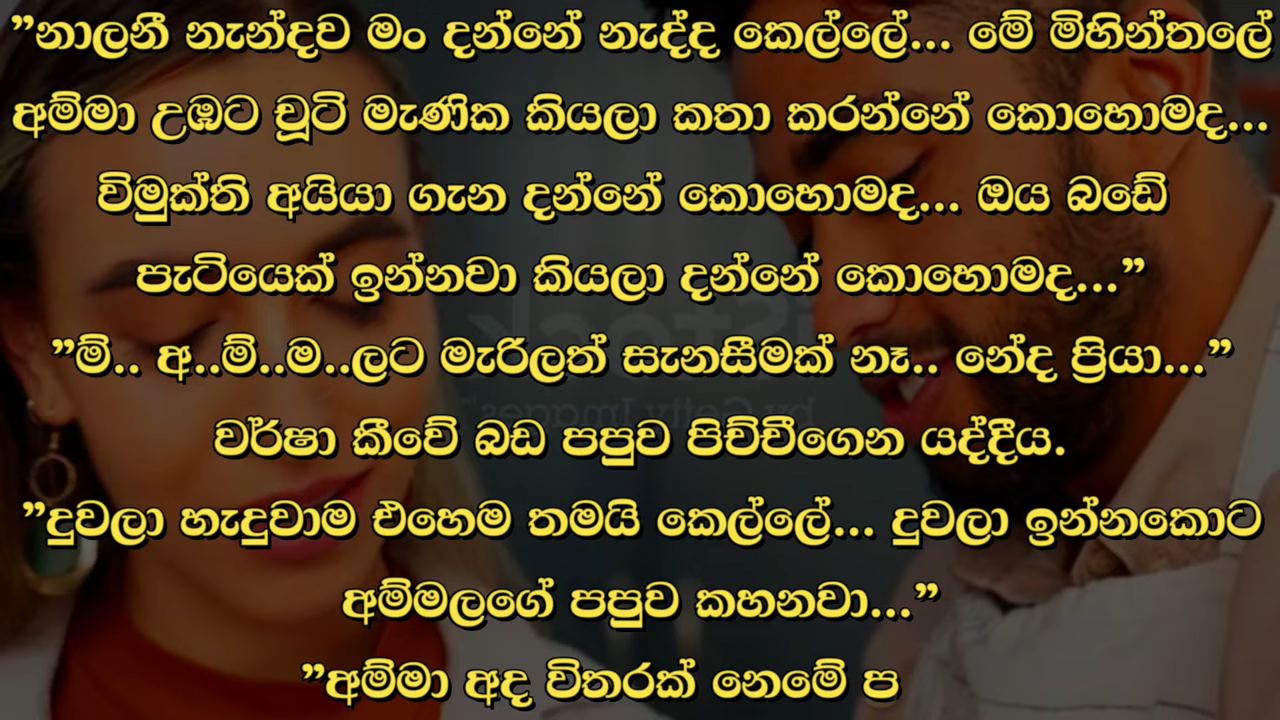 ”නාලනී නැන්දව මං දන්නේ නැද්ද කෙල්ලේ... මේ මිහින්තලේ
අම්මා උඹට චූටි මැණික කියලා කතා කරන්නේ කොහොමද...
විමුක්ති අයියා ගැන දන්නේ කොහොමද... ඔය බඩේ
පැටියෙක් ඉන්නවා කියලා දන්නේ කොහොමද...”
”ම්.. අ..ම්..ම..ලට මැරිලත් සැනසීමක් නෑ.. නේද ප්‍රියා...”
වර්ෂා කීවේ බඩ පපුව පිච්චීගෙන යද්දීය.
”දුවලා හැදුවාම එහෙම තමයි කෙල්ලේ... දුවලා ඉන්නකොට
අම්මලගේ පපුව කහනවා...”
”අම්මා අද විතරක් නෙමේ ප